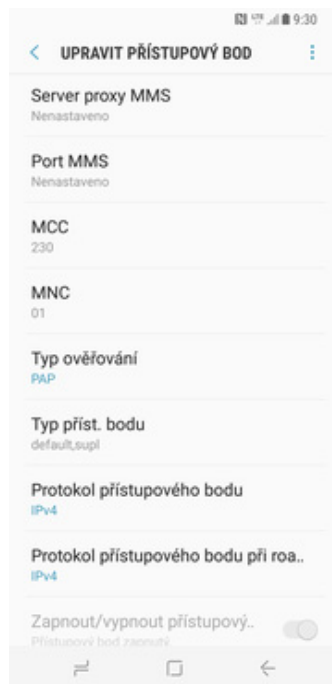 9:30
UPRAVIT PŘÍSTUPOVÝ BOD
Server proxy MMS
Nenastaveno
Port MMS
Nenastaveno
MCC
230
MNC
01
Typ ověřování
PAP
Typ příst. bodu
default,supl
Protokol přístupového bodu
IPv4
Protokol přístupového bodu při roa..
IPv4
Zapnout/vypnout přístupový..
Přístupový bod zapnutý